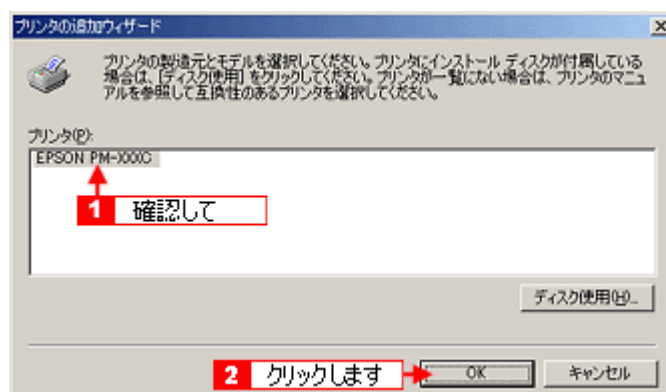 プリンタの追加ウィザード
プリンタの製造元とモデルを選択してください。プリンタにインストール ディスクが付属している
場合は、[ディスク使用] をクリックしてください。プリンタが一覧にない場合は、プリンタのマニュ
アルを参照して互換性のあるプリンタを選択してください。
プリンタ(P):
EPSON PM-XXXC
1 確認して
ディスク使用(H)...
2 クリックします
OK
キャンセル